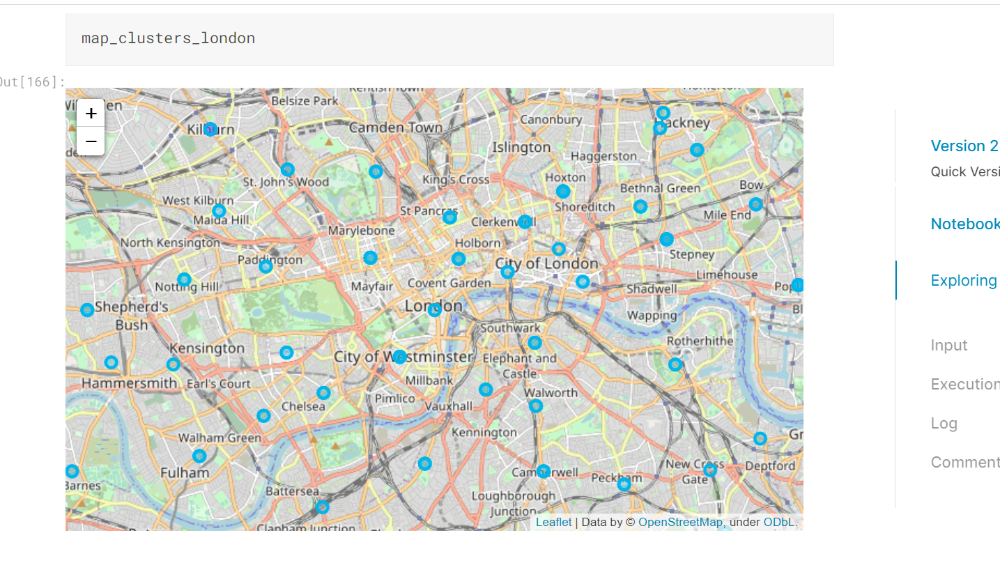 map_clusters_london
Out[166]:
+
−
Belsize Park
Canonbury
Kilburn
Camden Town
Hackney
Islington
Haggerston
St. John's Wood
King's Cross
Hoxton
Bethnal Green
Bow
West Kilburn
St Pancras
Shoreditch
Mile End
Maida Hill
Marylebone
Clerkenwell
North Kensington
Holborn
Paddington
City of London
Stepney
Notting Hill
Mayfair
Covent Garden
Shadwell
Limehouse
Shepherd's
Bush
London
Wapping
Southwark
Kensington
City of Westminster
Elephant and
Castle
Rotherhithe
Hammersmith
Earl's Court
Millbank
Chelsea
Pimlico
Vauxhall
Walworth
Walham Green
Kennington
Fulham
Camberwell
Peckham
New Cross
Gate
Deptford
Barnes
Battersea
Loughborough
Junction
Clapham Junction
Leaflet | Data by © OpenStreetMap, under ODbL.
Version 2
Quick Versi
Notebook
Exploring
Input
Execution
Log
Comment